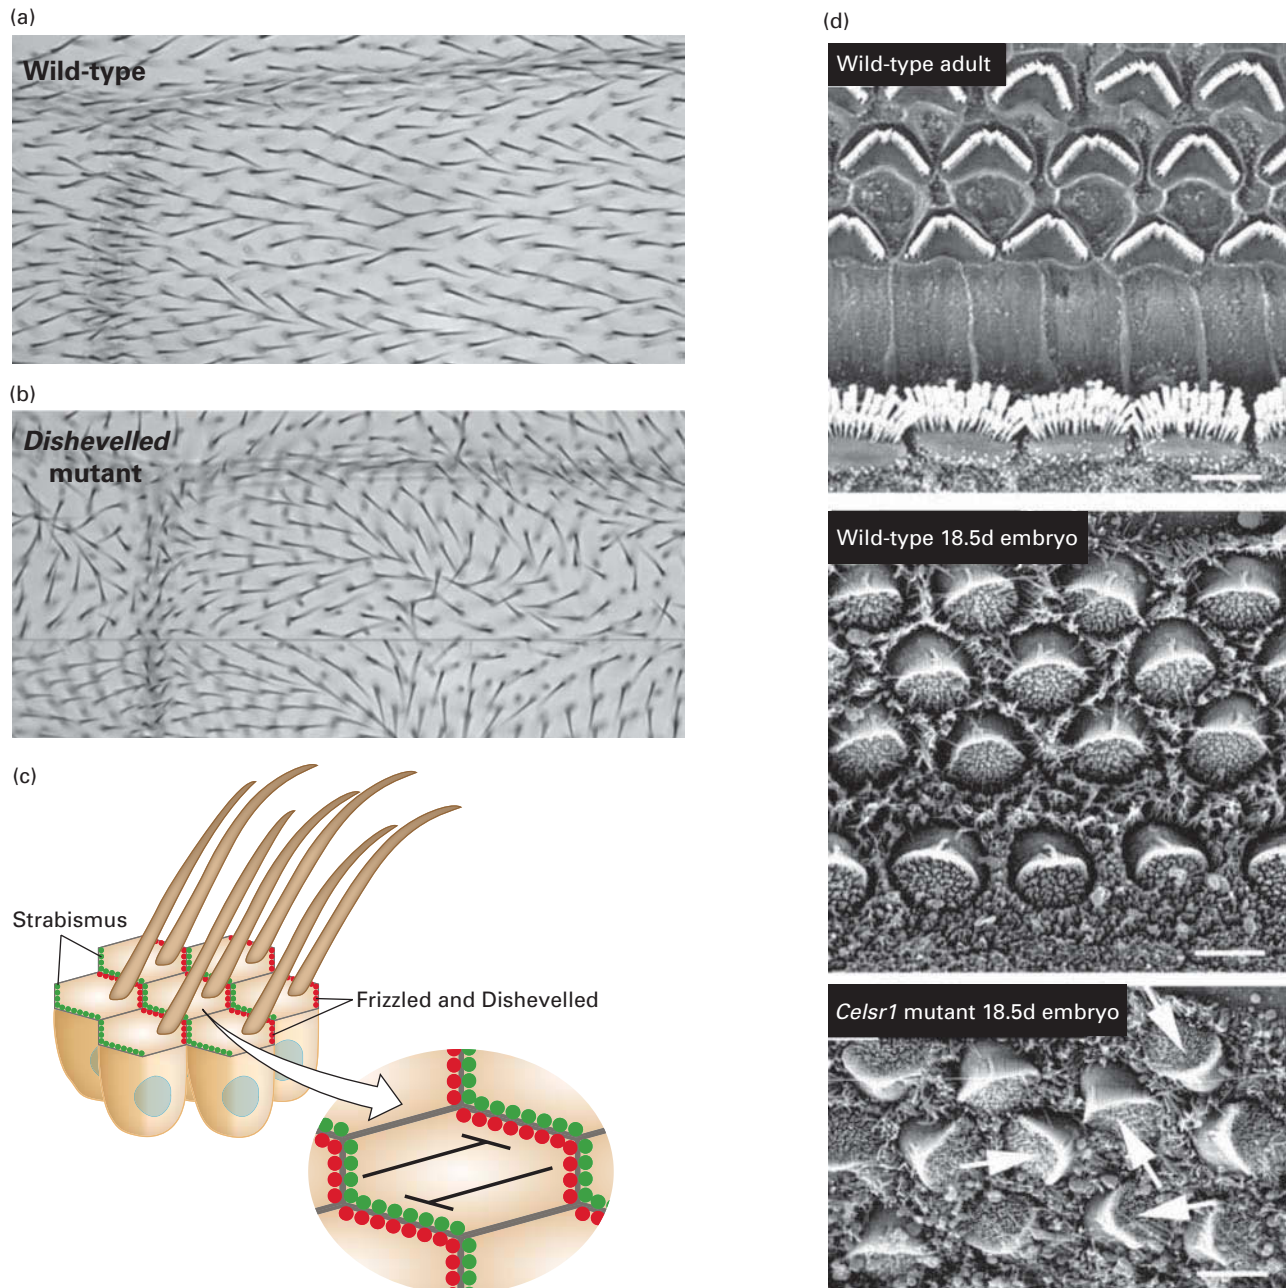 (a)
Wild-type
(b)
Dishevelled
mutant
(c)
Strabismus
Frizzled and Dishevelled
(d)
Wild-type adult
Wild-type 18.5d embryo
Celsr1 mutant 18.5d embryo